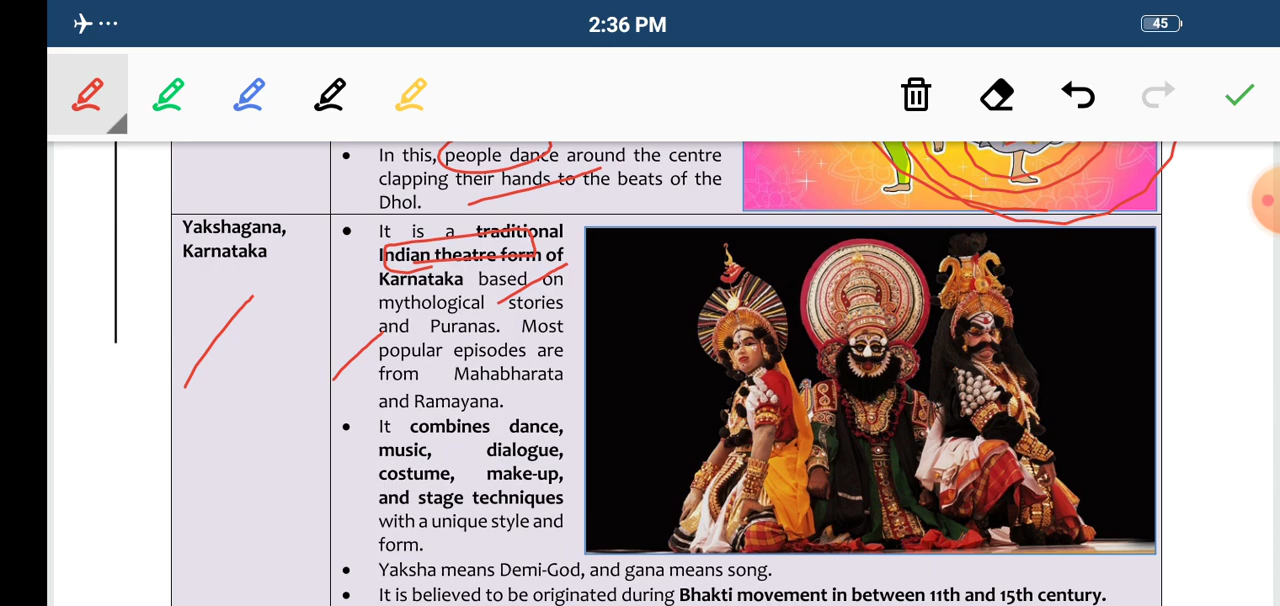 2:36 PM
45
In this, people dance around the centre
clapping their hands to the beats of the
Dhol.
Yakshagana,
Karnataka
It is a traditional
Indian theatre form of
Karnataka based on
mythological stories
and Puranas. Most
popular episodes are
from Mahabharata
and Ramayana.
It combines dance,
music, dialogue,
costume, make-up,
and stage techniques
with a unique style and
form.
Yaksha means Demi-God, and gana means song.
It is believed to be originated during Bhakti movement in between 11th and 15th century.